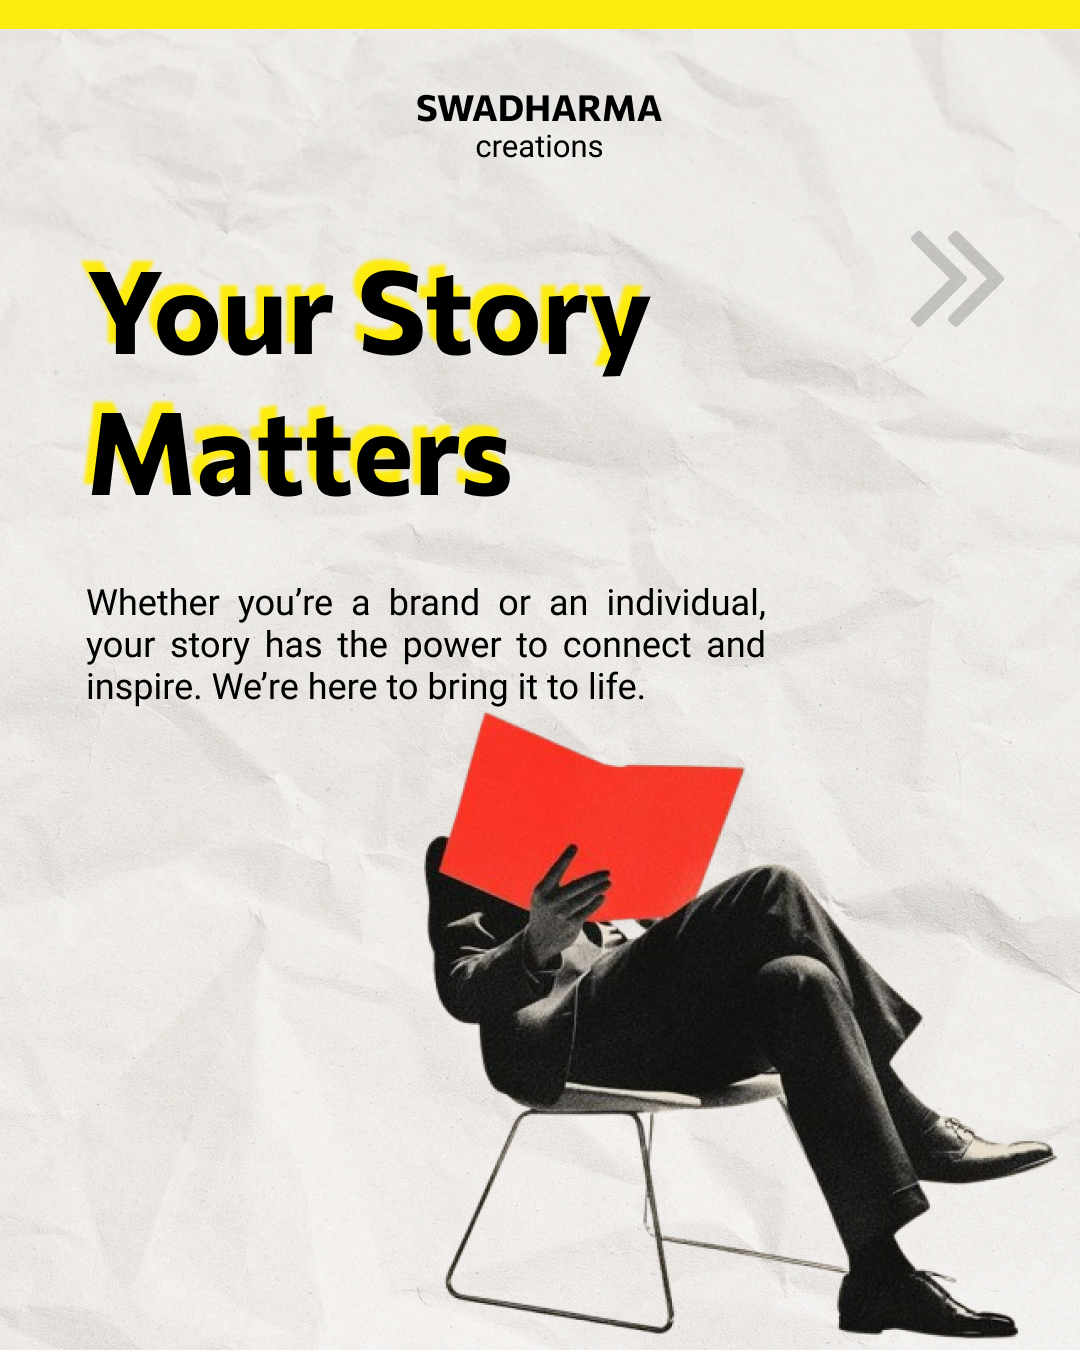 SWADHARMA
creations
Your Story
Matters
Whether you’re a brand or an individual,
your story has the power to connect and
inspire. We’re here to bring it to life.